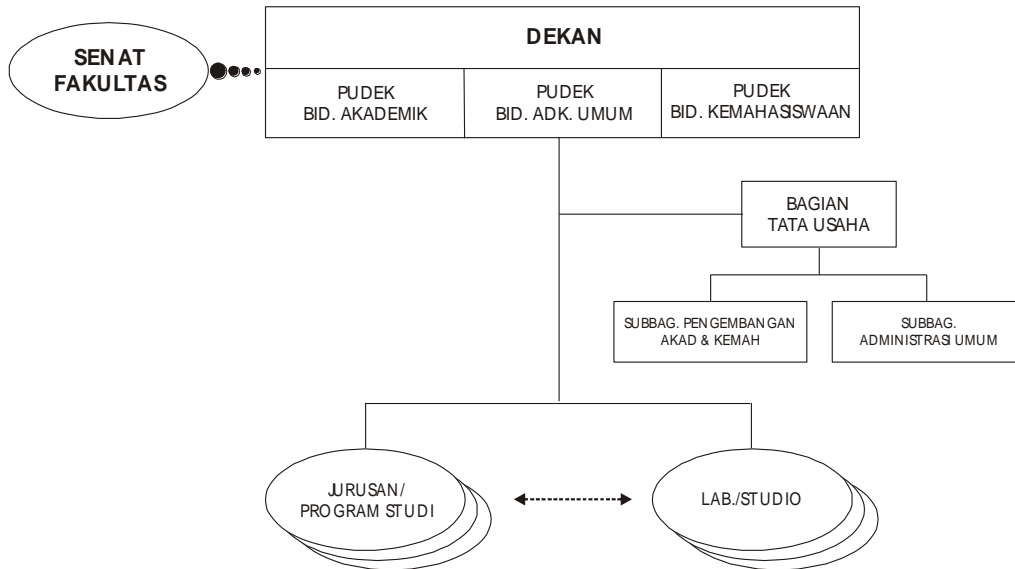 SENAT
FAKULTAS
DEKAN
PUDEK
BID. AKADEMIK
PUDEK
BID. ADK. UMUM
PUDEK
BID. KEMAHASISWAAN
BAGIAN
TATA USAHA
SUBBAG. PENGEMBANGAN
AKAD & KEMAH
SUBBAG.
ADMINISTRASI UMUM
JURUSAN/
PROGRAM STUDI
LAB./STUDIO